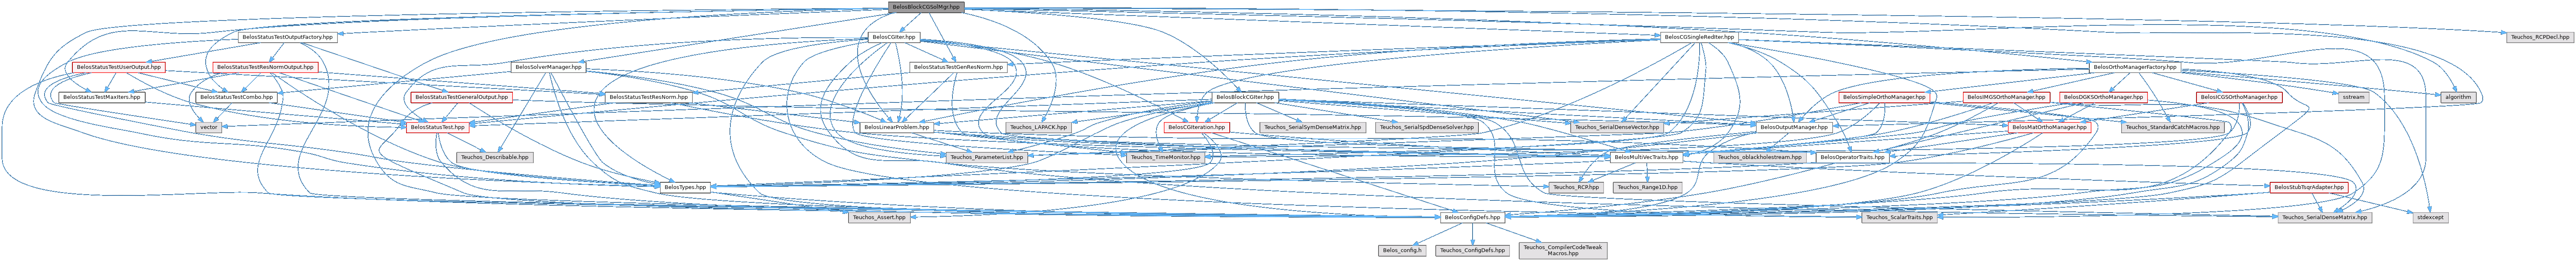 BelosBlockCGSolMgr.hpp
BelosStatusTestOutputFactory.hpp
BelosCGIter.hpp
BelosCGSingleRedIter.hpp
Teuchos_RCPDecl.hpp
BelosStatusTestUserOutput.hpp
BelosStatusTestResNormOutput.hpp
BelosSolverManager.hpp
BelosStatusTestGenResNorm.hpp
BelosOrthoManagerFactory.hpp
BelosStatusTestMaxIters.hpp
BelosStatusTestCombo.hpp
BelosStatusTestGeneralOutput.hpp
BelosStatusTestResNorm.hpp
BelosBlockCGIter.hpp
BelosSimpleOrthoManager.hpp
BelosIMGSOrthoManager.hpp
BelosDGKSOrthoManager.hpp
BelosICGSOrthoManager.hpp
sstream
algorithm
vector
BelosStatusTest.hpp
BelosLinearProblem.hpp
Teuchos_LAPACK.hpp
BelosCGIteration.hpp
Teuchos_SerialSymDenseMatrix.hpp
Teuchos_SerialSpdDenseSolver.hpp
Teuchos_SerialDenseVector.hpp
BelosOutputManager.hpp
BelosMatOrthoManager.hpp
Teuchos_StandardCatchMacros.hpp
Teuchos_Describable.hpp
Teuchos_ParameterList.hpp
Teuchos_TimeMonitor.hpp
BelosMultiVecTraits.hpp
Teuchos_oblackholestream.hpp
BelosOperatorTraits.hpp
BelosTypes.hpp
Teuchos_RCP.hpp
Teuchos_Range1D.hpp
BelosStubTsqrAdapter.hpp
Teuchos_Assert.hpp
BelosConfigDefs.hpp
Teuchos_ScalarTraits.hpp
Teuchos_SerialDenseMatrix.hpp
stdexcept
Belos_config.h
Teuchos_ConfigDefs.hpp
Teuchos_CompilerCodeTweak
Macros.hpp